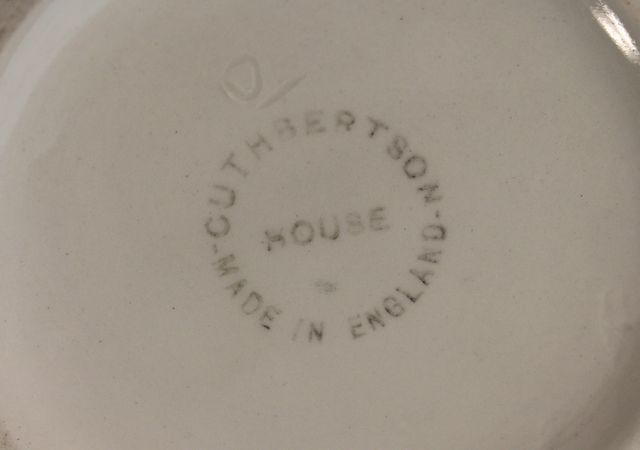 CUTHBERTSON
HOUSE
- MADE IN ENGLAND -